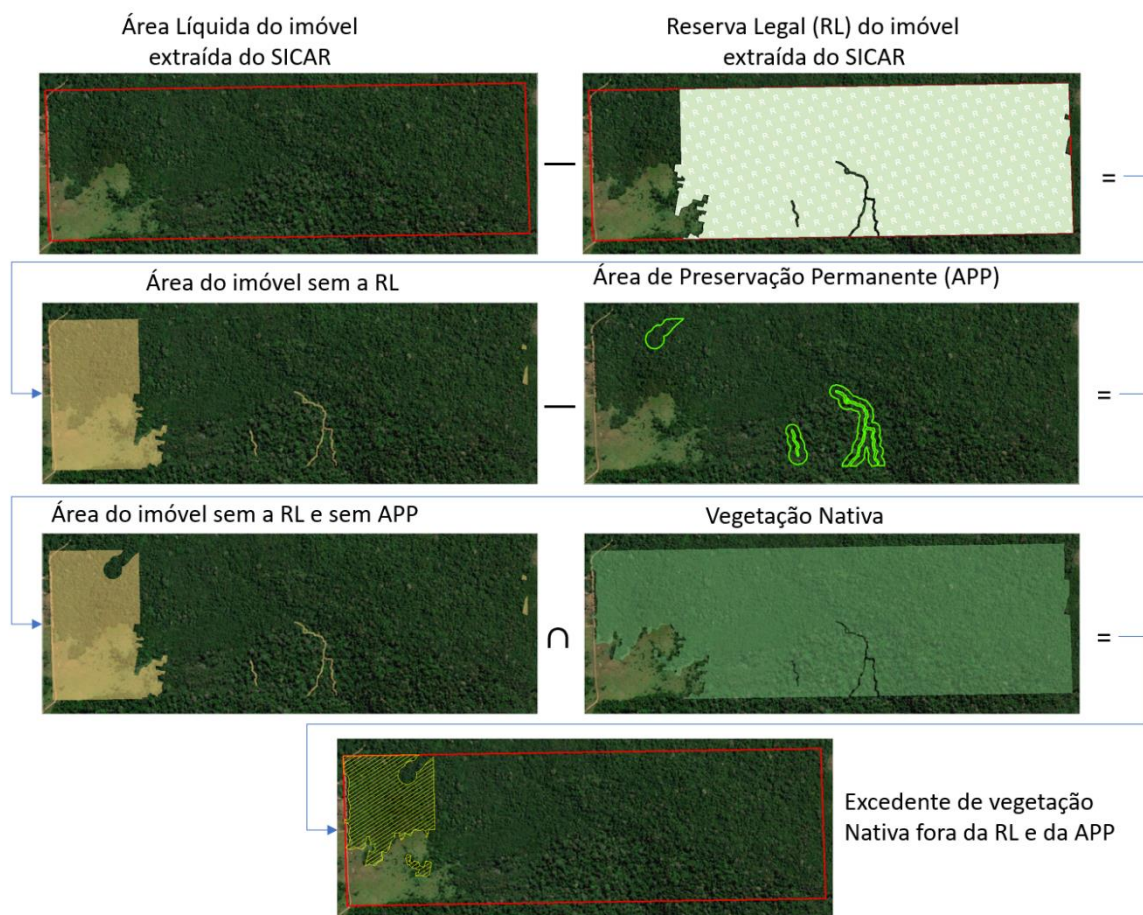 Área Líquida do imóvel
extraída do SICAR
Reserva Legal (RL) do imóvel
extraída do SICAR
—
=
Área do imóvel sem a RL
Área de Preservação Permanente (APP)
—
=
Área do imóvel sem a RL e sem APP
Vegetação Nativa
∩
=
Excedente de vegetação
Nativa fora da RL e da APP